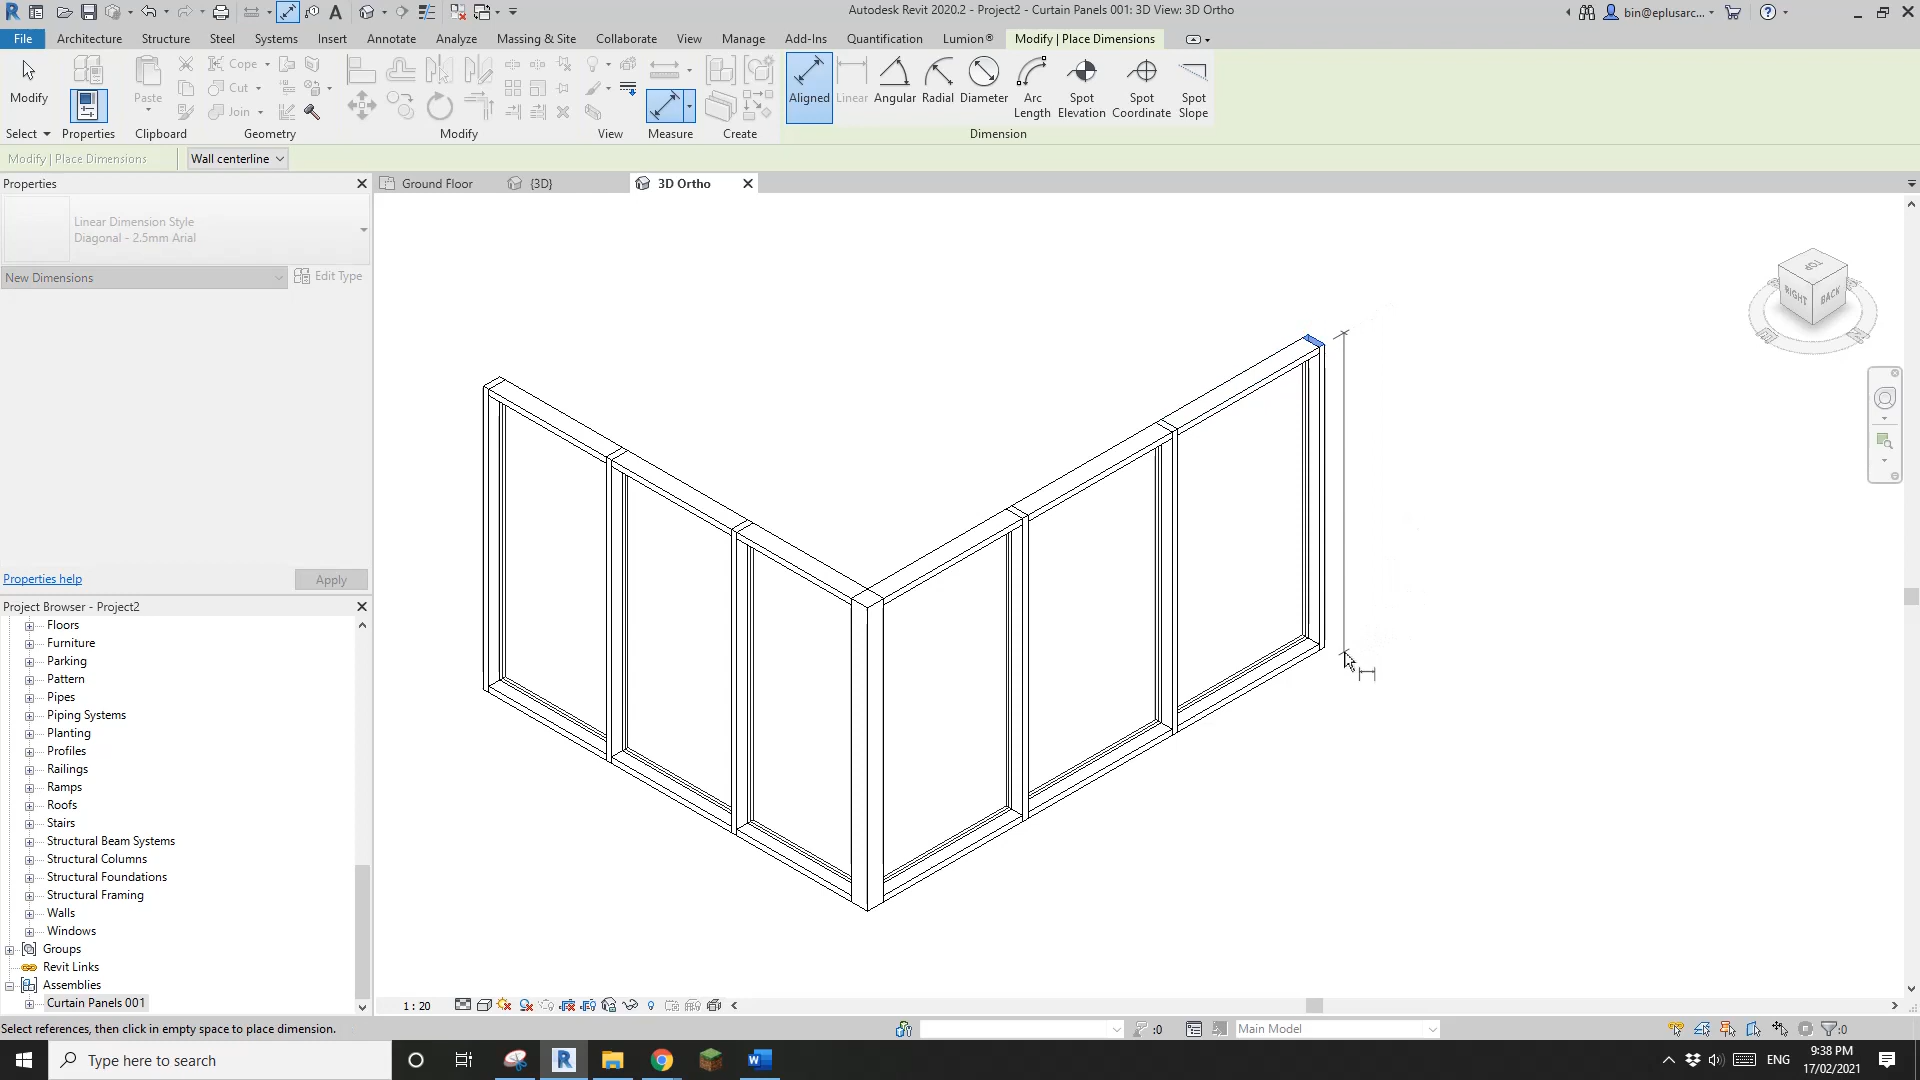 Autodesk Revit 2020.2 - Project2 - Curtain Panels 001: 3D View: 3D Ortho
bin@eplusarc...
File Architecture Structure Steel Systems Insert Annotate Analyze Massing & Site Collaborate View Manage Add-Ins Quantification Lumion® Modify | Place Dimensions
Modify
Paste
Cope
Cut
Join
Aligned Linear Angular Radial Diameter Arc Length Spot Elevation Spot Coordinate Spot Slope
Select Properties Clipboard Geometry Modify View Measure Create Dimension
Modify | Place Dimensions Wall centerline
Properties
Ground Floor {3D} 3D Ortho
Linear Dimension Style
Diagonal - 2.5mm Arial
New Dimensions Edit Type
TOP
RIGHT BACK
Properties help Apply
Project Browser - Project2
Floors
Furniture
Parking
Pattern
Pipes
Piping Systems
Planting
Profiles
Railings
Ramps
Roofs
Stairs
Structural Beam Systems
Structural Columns
Structural Foundations
Structural Framing
Walls
Windows
Groups
Revit Links
Assemblies
Curtain Panels 001
1 : 20
Select references, then click in empty space to place dimension.
:0
Main Model
:0
Type here to search
ENG
9:38 PM
17/02/2021